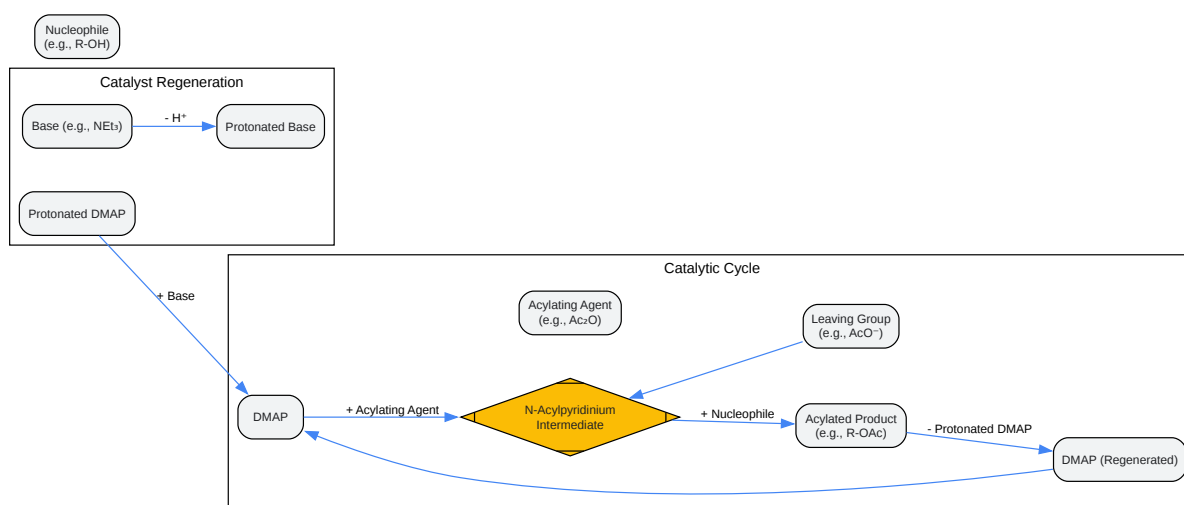 Nucleophile
(e.g., R-OH)
Catalyst Regeneration
Base (e.g., NEt₃)
- H⁺
Protonated Base
Protonated DMAP
+ Base
Catalytic Cycle
Acylating Agent
(e.g., Ac₂O)
Leaving Group
(e.g., AcO⁻)
DMAP
+ Acylating Agent
N-Acylpyridinium
Intermediate
+ Nucleophile
Acylated Product
(e.g., R-OAc)
- Protonated DMAP
DMAP (Regenerated)